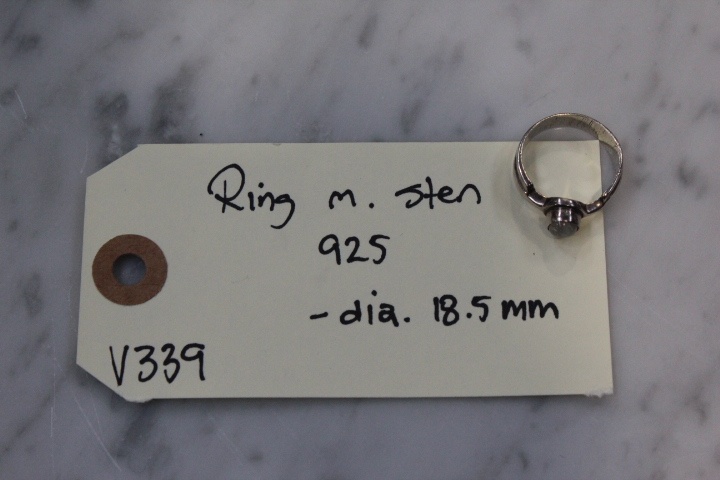 Ring m. sten
925
- dia. 18.5 mm
V339